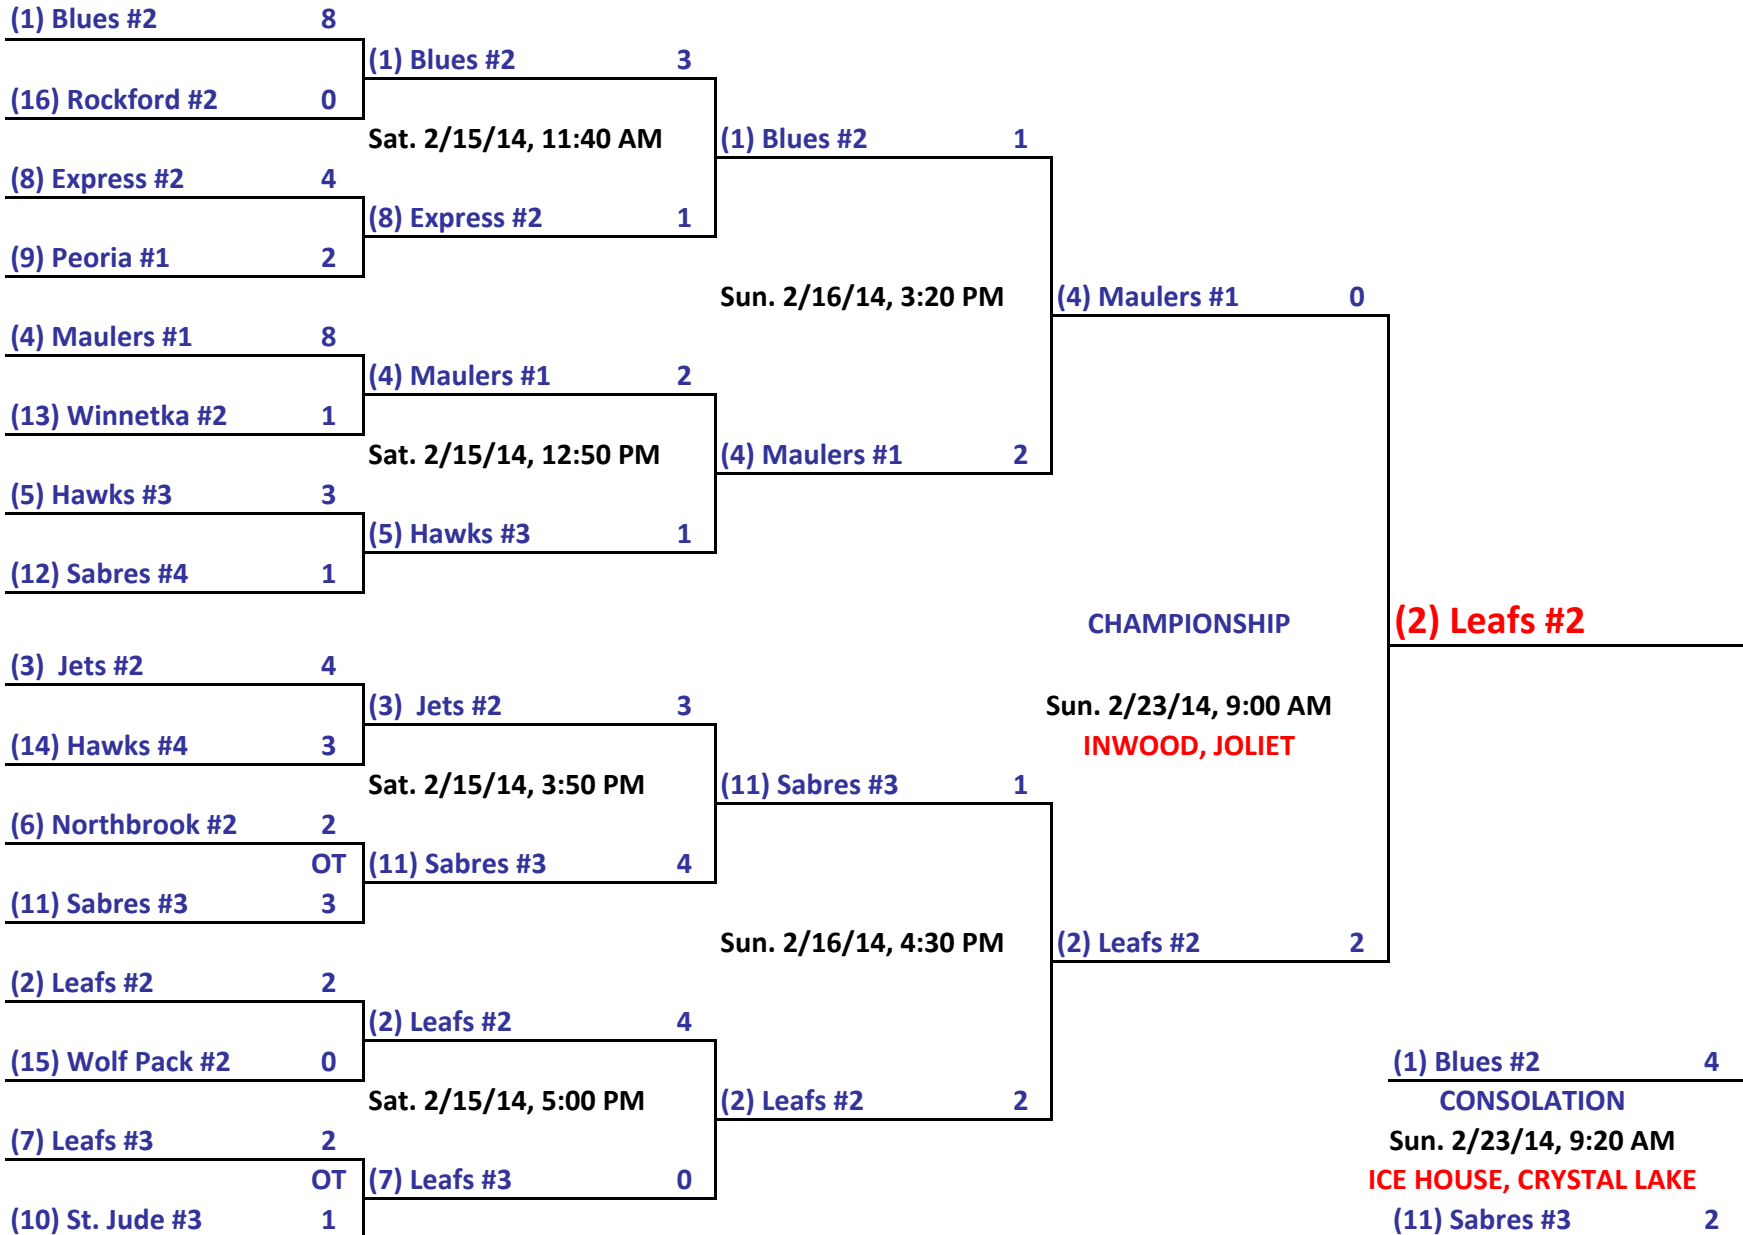 (1) Blues #2 8
(1) Blues #2 3
(16) Rockford #2 0
Sat. 2/15/14, 11:40 AM
(1) Blues #2 1
(8) Express #2 4
(8) Express #2 1
(9) Peoria #1 2
Sun. 2/16/14, 3:20 PM
(4) Maulers #1 0
(4) Maulers #1 8
(4) Maulers #1 2
(13) Winnetka #2 1
Sat. 2/15/14, 12:50 PM
(4) Maulers #1 2
(5) Hawks #3 3
(5) Hawks #3 1
(12) Sabres #4 1
CHAMPIONSHIP
(2) Leafs #2
(3) Jets #2 4
(3) Jets #2 3
Sun. 2/23/14, 9:00 AM
(14) Hawks #4 3
INWOOD, JOLIET
Sat. 2/15/14, 3:50 PM
(11) Sabres #3 1
(6) Northbrook #2 2
OT
(11) Sabres #3 4
(11) Sabres #3 3
Sun. 2/16/14, 4:30 PM
(2) Leafs #2 2
(2) Leafs #2 2
(2) Leafs #2 4
(15) Wolf Pack #2 0
(1) Blues #2 4
Sat. 2/15/14, 5:00 PM
(2) Leafs #2 2
CONSOLATION
(7) Leafs #3 2
Sun. 2/23/14, 9:20 AM
OT
(7) Leafs #3 0
ICE HOUSE, CRYSTAL LAKE
(10) St. Jude #3 1
(11) Sabres #3 2